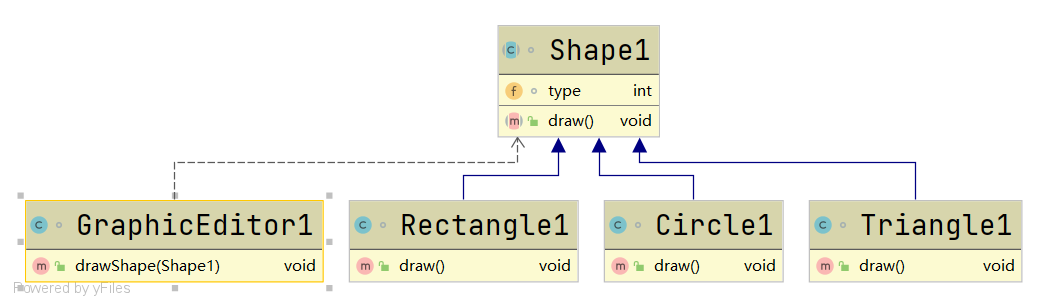 Shape1
type int
draw() void
GraphicEditor1
drawShape(Shape1) void
Rectangle1
draw() void
Circle1
draw() void
Triangle1
draw() void
Powered by yFiles